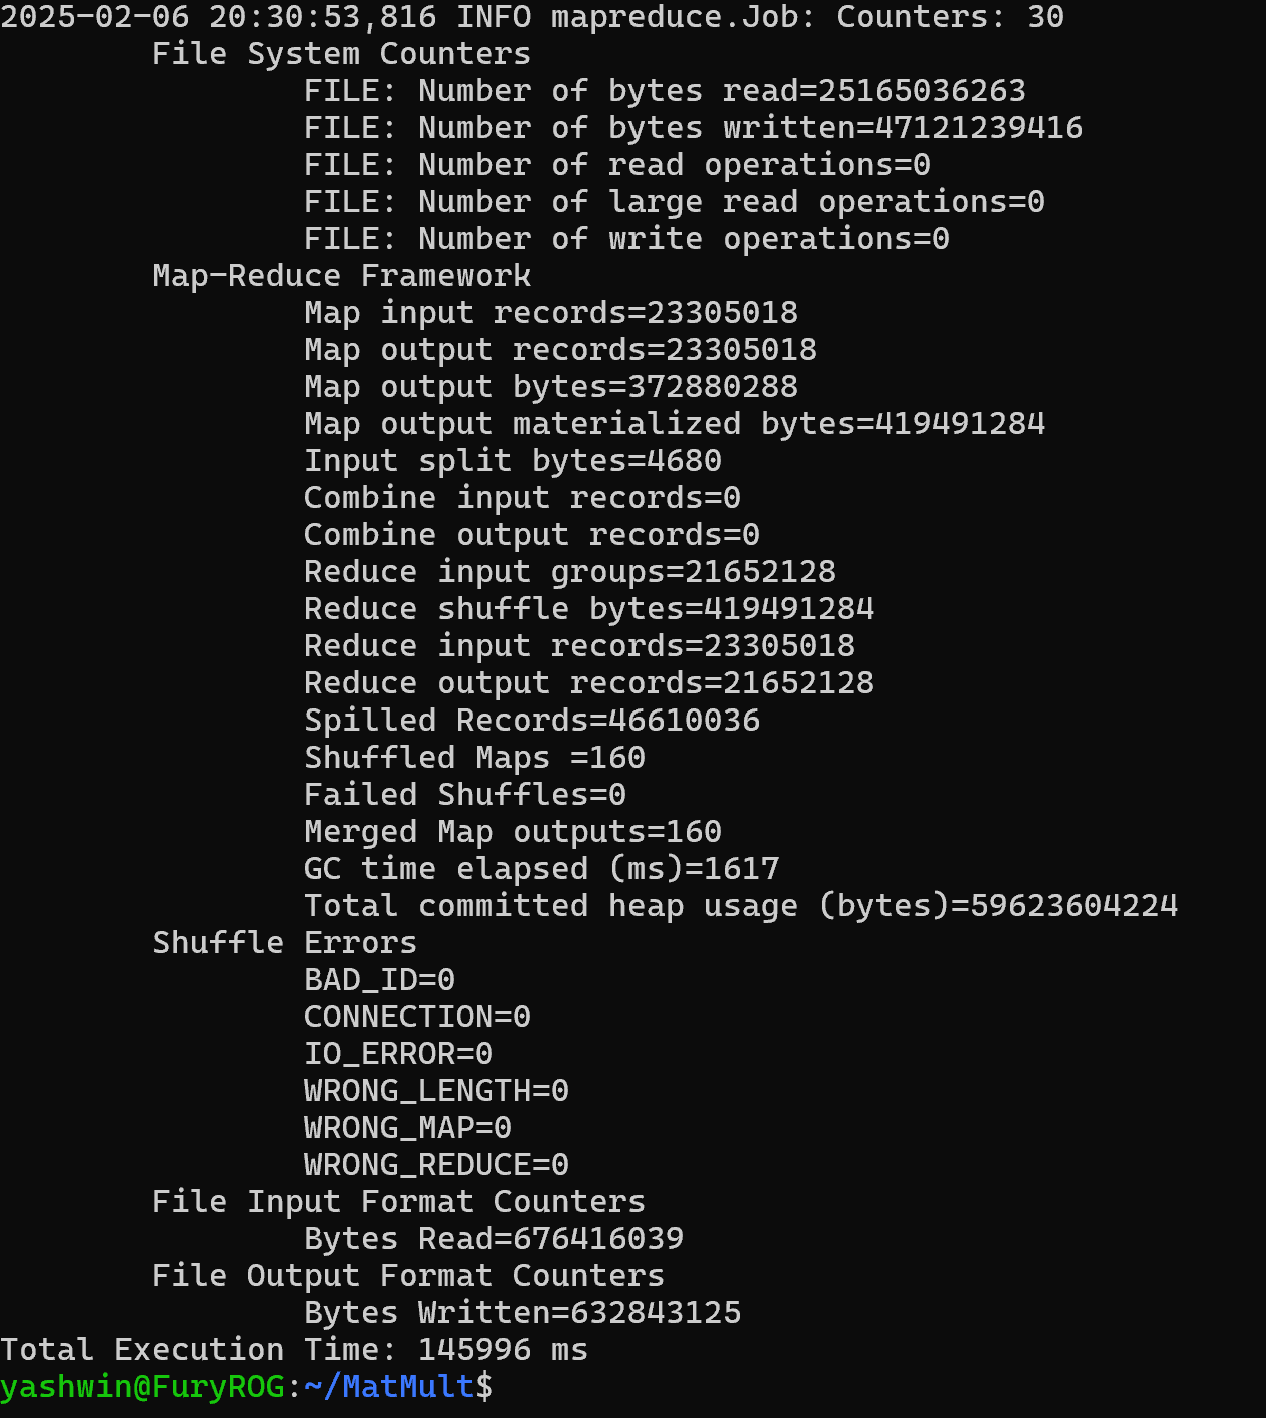 2025-02-06 20:30:53,816 INFO mapreduce.Job: Counters: 30
File System Counters
FILE: Number of bytes read=25165036263
FILE: Number of bytes written=47121239416
FILE: Number of read operations=0
FILE: Number of large read operations=0
FILE: Number of write operations=0
Map-Reduce Framework
Map input records=23305018
Map output records=23305018
Map output bytes=372880288
Map output materialized bytes=419491284
Input split bytes=4680
Combine input records=0
Combine output records=0
Reduce input groups=21652128
Reduce shuffle bytes=419491284
Reduce input records=23305018
Reduce output records=21652128
Spilled Records=46610036
Shuffled Maps =160
Failed Shuffles=0
Merged Map outputs=160
GC time elapsed (ms)=1617
Total committed heap usage (bytes)=59623604224
Shuffle Errors
BAD_ID=0
CONNECTION=0
IO_ERROR=0
WRONG_LENGTH=0
WRONG_MAP=0
WRONG_REDUCE=0
File Input Format Counters
Bytes Read=676416039
File Output Format Counters
Bytes Written=632843125
Total Execution Time: 145996 ms
yashwin@FuryROG:~/MatMult$